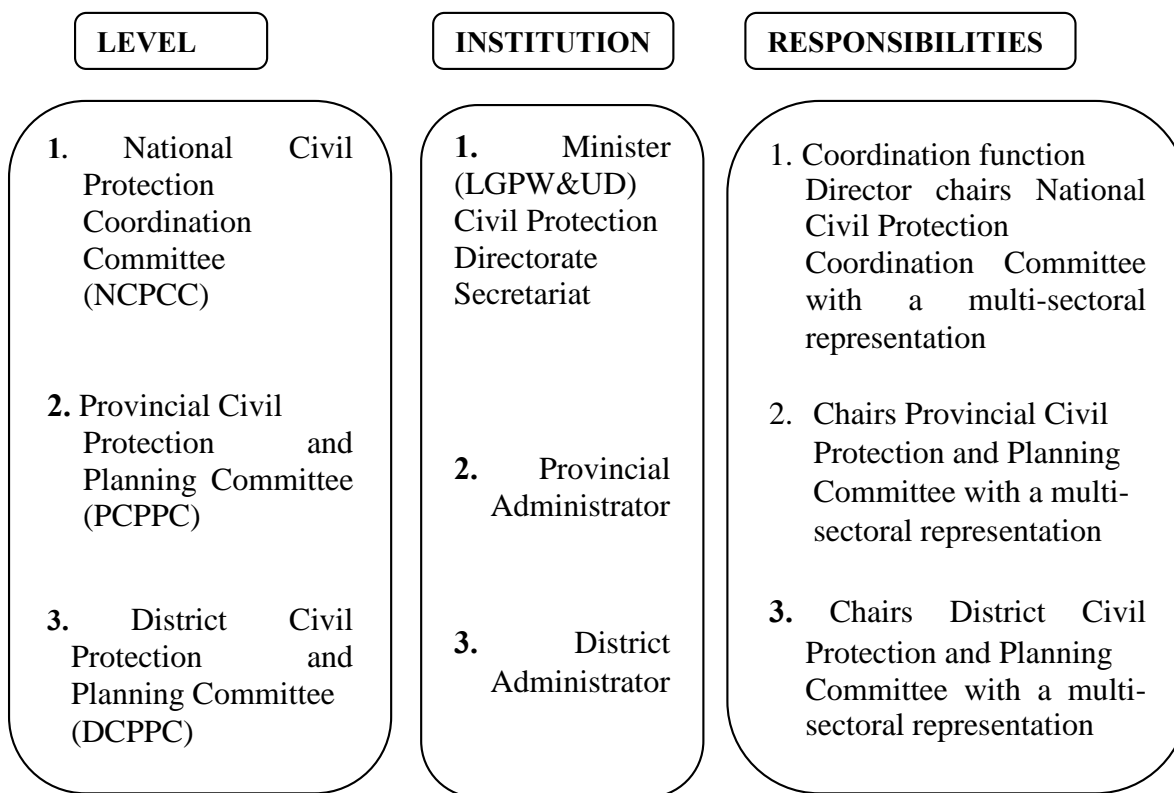 LEVEL
INSTITUTION
RESPONSIBILITIES
1. National Civil
Protection
Coordination
Committee
(NCPCC)
2. Provincial Civil
Protection and
Planning Committee
(PCPPC)
3. District Civil
Protection and
Planning Committee
(DCPPC)
1. Minister
(LGPW&UD)
Civil Protection
Directorate
Secretariat
2. Provincial
Administrator
3. District
Administrator
1. Coordination function
Director chairs National
Civil Protection
Coordination Committee
with a multi-sectoral
representation
2. Chairs Provincial Civil
Protection and Planning
Committee with a multi-
sectoral representation
3. Chairs District Civil
Protection and Planning
Committee with a multi-
sectoral representation